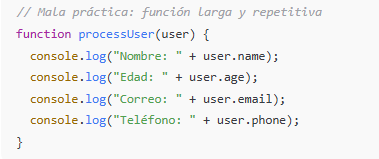 // Mala práctica: función larga y repetitiva
function processUser(user) {
  console.log("Nombre: " + user.name);
  console.log("Edad: " + user.age);
  console.log("Correo: " + user.email);
  console.log("Teléfono: " + user.phone);
}